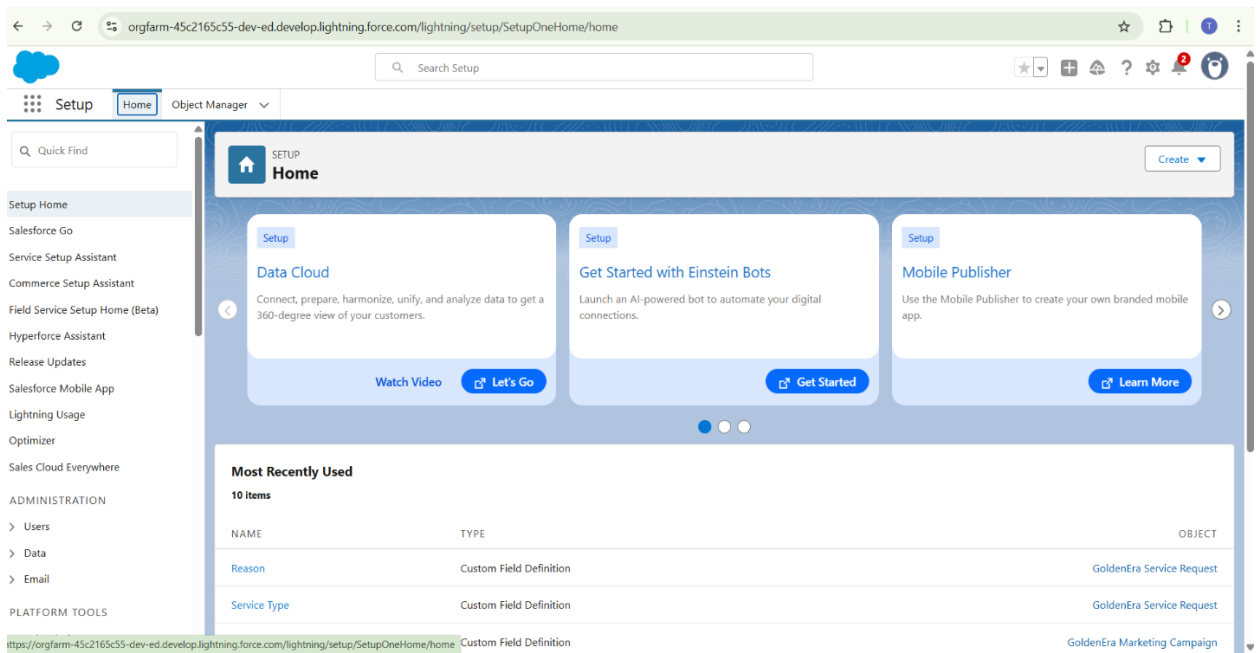 orgfarm-45c2165c55-dev-ed.develop.lightning.force.com/lightning/setup/SetupOneHome/home
T
Search Setup
2
Setup
Home
Object Manager
Quick Find
Setup Home
Salesforce Go
Service Setup Assistant
Commerce Setup Assistant
Field Service Setup Home (Beta)
Hyperforce Assistant
Release Updates
Salesforce Mobile App
Lightning Usage
Optimizer
Sales Cloud Everywhere
ADMINISTRATION
Users
Data
Email
PLATFORM TOOLS
SETUP
Home
Create
Setup
Data Cloud
Connect, prepare, harmonize, unify, and analyze data to get a
360-degree view of your customers.
Watch Video
Let's Go
Setup
Get Started with Einstein Bots
Launch an AI-powered bot to automate your digital
connections.
Get Started
Setup
Mobile Publisher
Use the Mobile Publisher to create your own branded mobile
app.
Learn More
Most Recently Used
10 items
NAME TYPE OBJECT
Reason Custom Field Definition GoldenEra Service Request
Service Type Custom Field Definition GoldenEra Service Request
Custom Field Definition GoldenEra Marketing Campaign
https://orgfarm-45c2165c55-dev-ed.develop.lightning.force.com/lightning/setup/SetupOneHome/home